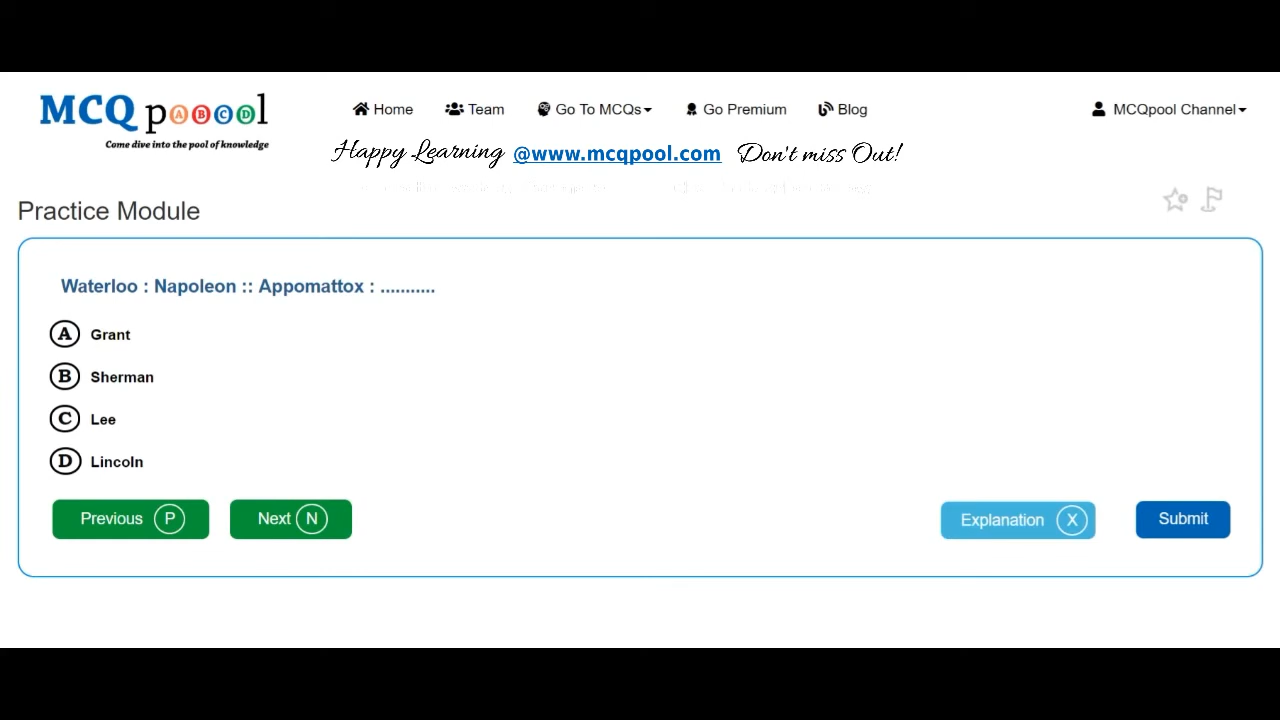 MCQ pABCDl
Come dive into the pool of knowledge
Home Team Go To MCQs Go Premium Blog MCQpool Channel
Happy Learning @www.mcqpool.com Don't miss Out!
Practice Module
Waterloo : Napoleon :: Appomattox : ...........
A Grant
B Sherman
C Lee
D Lincoln
Previous P Next N Explanation X Submit